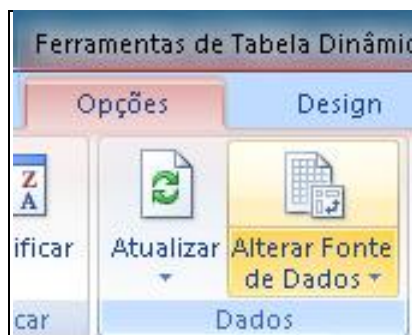 Ferramentas de Tabela Dinâmic
Opções Design
Z
A
ificar Atualizar Alterar Fonte
de Dados
car Dados